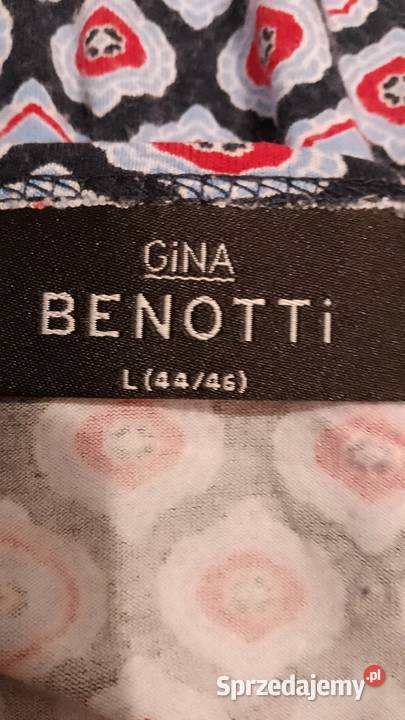 GiNA
BENOTTi
L (44/46)
Sprzedajemy.pl